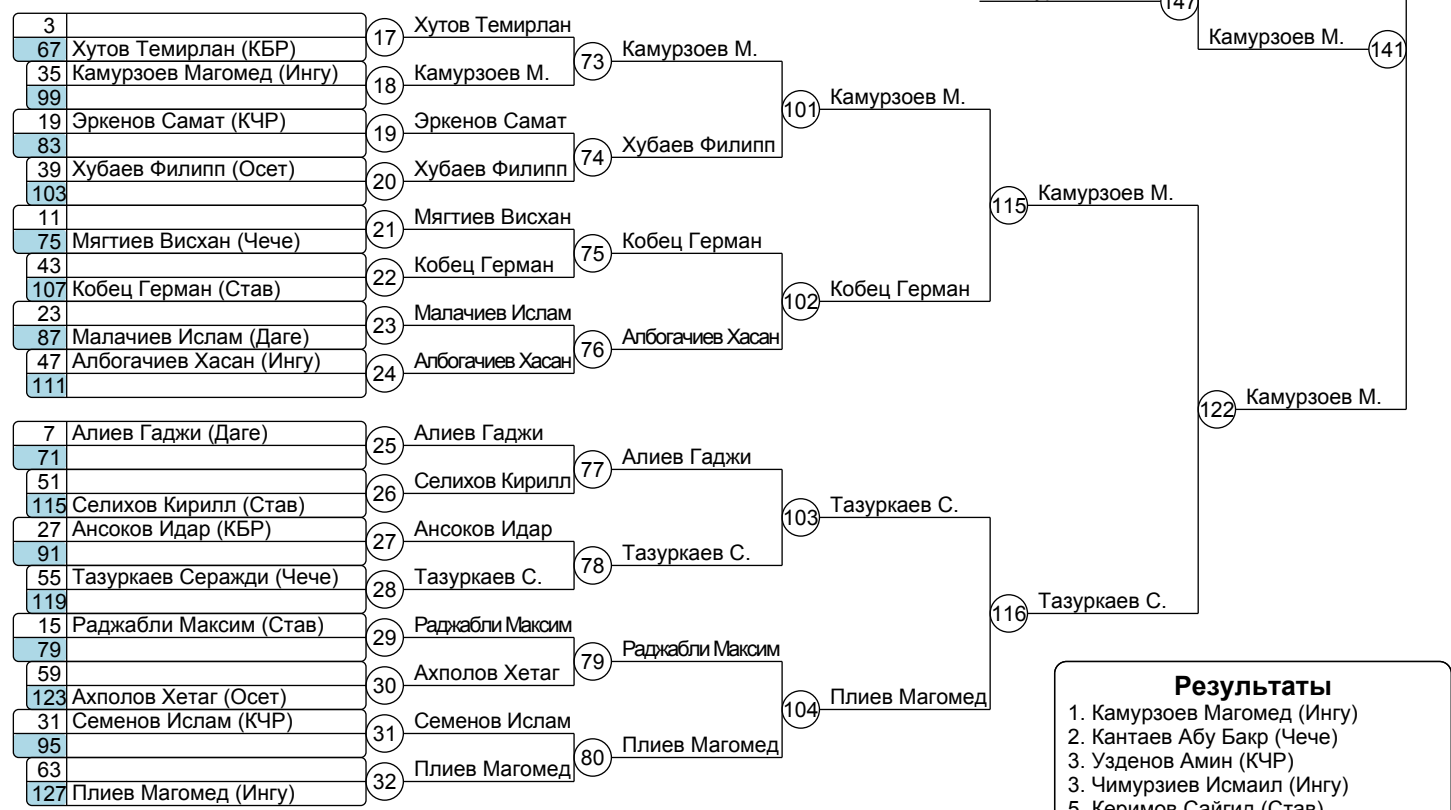 147
3
67 Хутов Темирлан (КБР)
17 Хутов Темирлан
35 Камурзоев Магомед (Ингу)
99
18 Камурзоев М.
73 Камурзоев М.
19 Эркенов Самат (КЧР)
83
19 Эркенов Самат
39 Хубаев Филипп (Осет)
103
20 Хубаев Филипп
74 Хубаев Филипп
101 Камурзоев М.
11
75 Мягтиев Висхан (Чече)
21 Мягтиев Висхан
43
107 Кобец Герман (Став)
22 Кобец Герман
75 Кобец Герман
23
87 Малачиев Ислам (Даге)
23 Малачиев Ислам
47 Албогачиев Хасан (Ингу)
111
24 Албогачиев Хасан
76 Албогачиев Хасан
102 Кобец Герман
115 Камурзоев М.
7 Алиев Гаджи (Даге)
71
25 Алиев Гаджи
51
115 Селихов Кирилл (Став)
26 Селихов Кирилл
77 Алиев Гаджи
27 Ансоков Идар (КБР)
91
27 Ансоков Идар
55 Тазуркаев Серажди (Чече)
119
28 Тазуркаев С.
78 Тазуркаев С.
103 Тазуркаев С.
15 Раджабли Максим (Став)
79
29 Раджабли Максим
59
123 Ахполов Хетаг (Осет)
30 Ахполов Хетаг
79 Раджабли Максим
31 Семенов Ислам (КЧР)
95
31 Семенов Ислам
63
127 Плиев Магомед (Ингу)
32 Плиев Магомед
80 Плиев Магомед
104 Плиев Магомед
116 Тазуркаев С.
122 Камурзоев М.
Камурзоев М. 141
Результаты
1. Камурзоев Магомед (Ингу)
2. Кантаев Абу Бакр (Чече)
3. Узденов Амин (КЧР)
3. Чимурзиев Исмаил (Ингу)
5. Керимов Сайгид (Став)